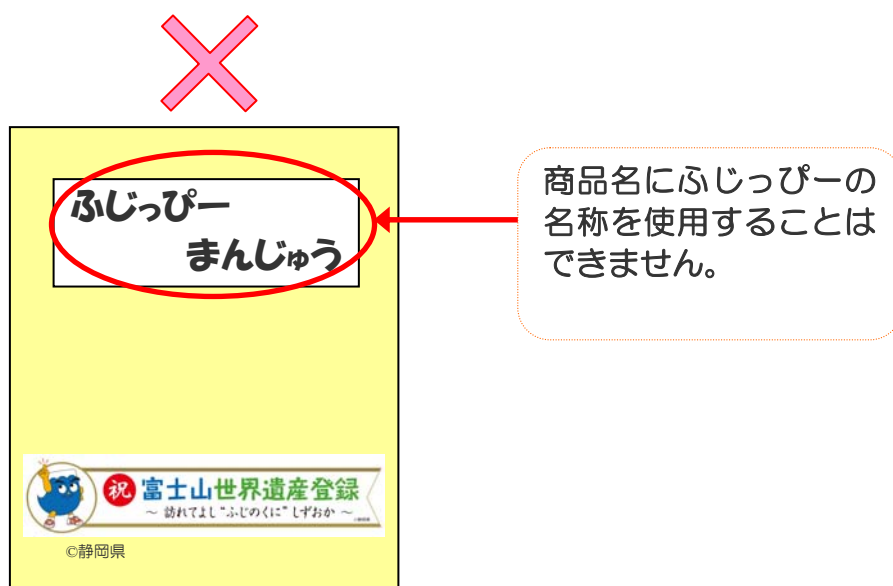 ふじっぴー
まんじゅう
商品名にふじっぴーの
名称を使用することは
できません。
祝 富士山世界遺産登録
~ 訪れてよし"ふじのくに"しずおか ~
©静岡県